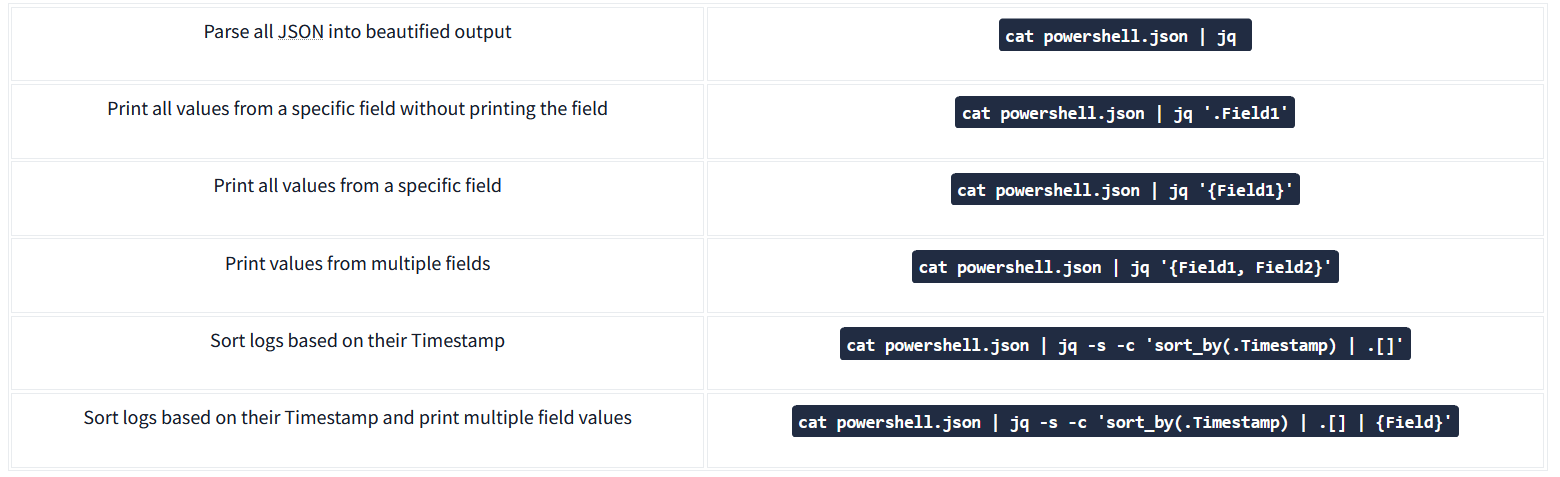 Parse all JSON into beautified output
cat powershell.json | jq
Print all values from a specific field without printing the field
cat powershell.json | jq '.Field1'
Print all values from a specific field
cat powershell.json | jq '{Field1}'
Print values from multiple fields
cat powershell.json | jq '{Field1, Field2}'
Sort logs based on their Timestamp
cat powershell.json | jq -s -c 'sort_by(.Timestamp) | .[]'
Sort logs based on their Timestamp and print multiple field values
cat powershell.json | jq -s -c 'sort_by(.Timestamp) | .[] | {Field}'